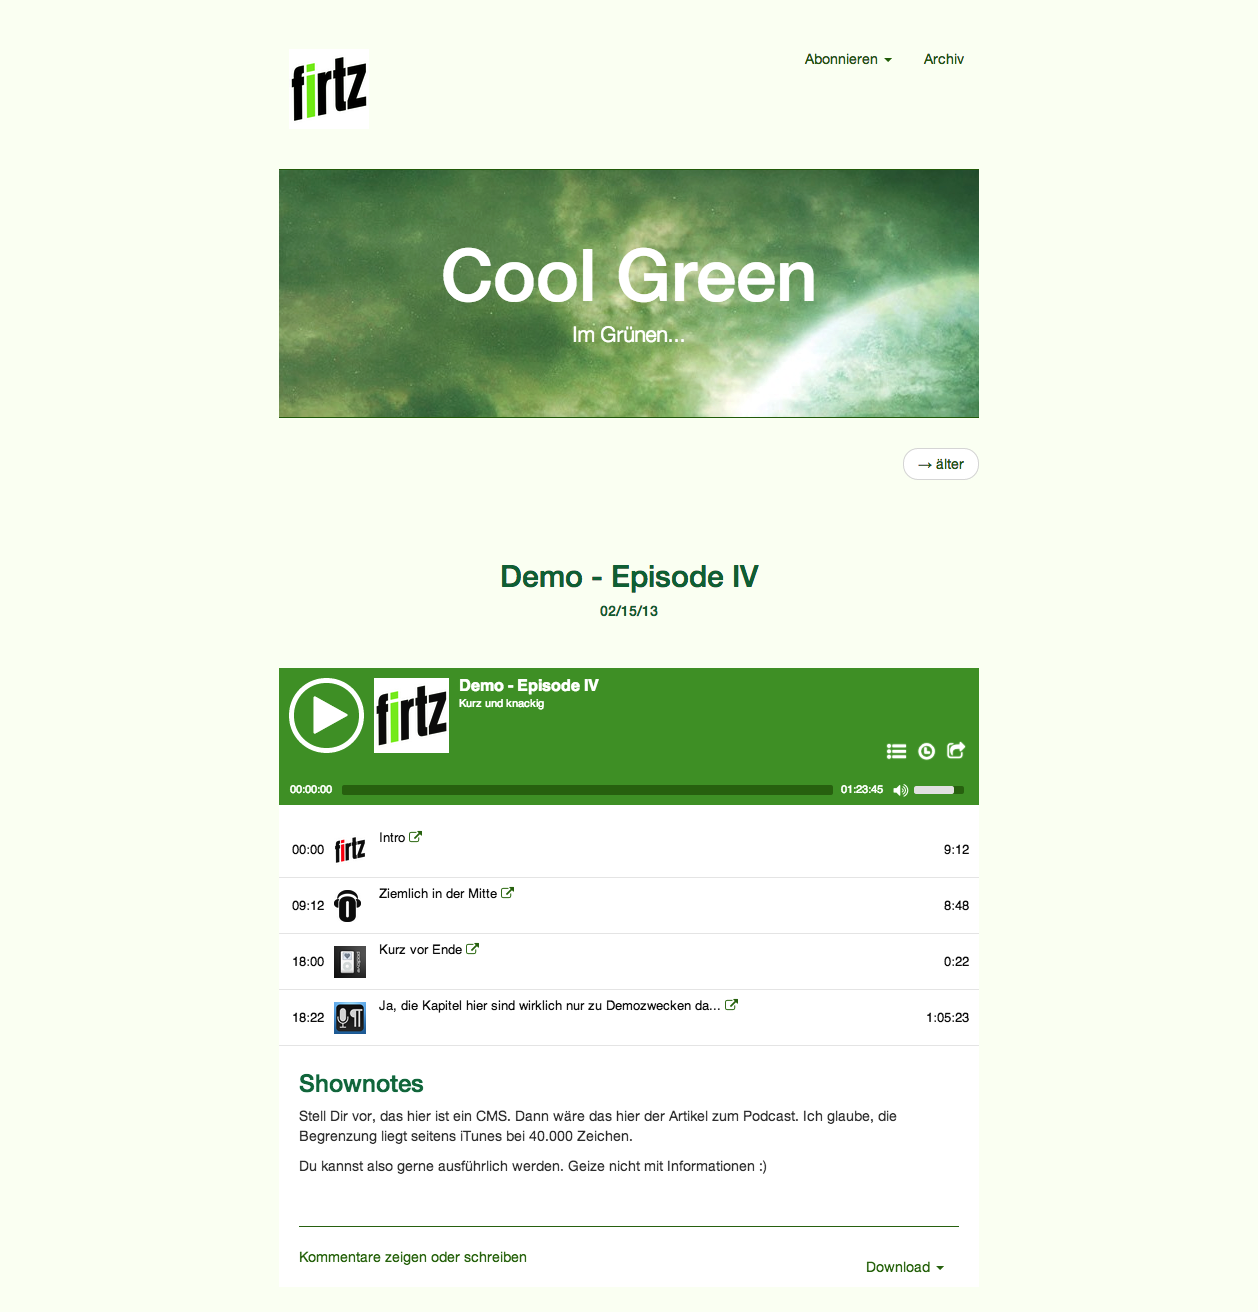 firtz
Abonnieren
Archiv
Cool Green
Im Grünen...
→ älter
Demo - Episode IV
02/15/13
firtz
Demo - Episode IV
Kurz und knackig
00:00:00
01:23:45
00:00 firtz Intro 9:12
09:12 Ziemlich in der Mitte 8:48
18:00 Kurz vor Ende 0:22
18:22 Ja, die Kapitel hier sind wirklich nur zu Demozwecken da... 1:05:23
Shownotes
Stell Dir vor, das hier ist ein CMS. Dann wäre das hier der Artikel zum Podcast. Ich glaube, die
Begrenzung liegt seitens iTunes bei 40.000 Zeichen.
Du kannst also gerne ausführlich werden. Geize nicht mit Informationen :)
Kommentare zeigen oder schreiben
Download